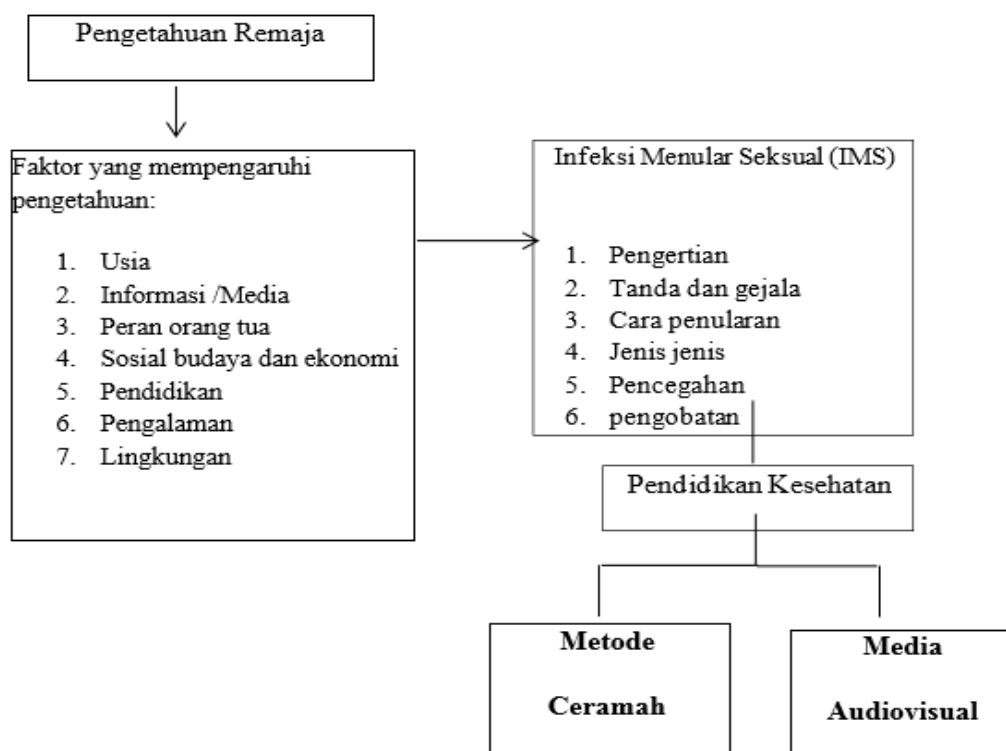 Pengetahuan Remaja
Faktor yang mempengaruhi
pengetahuan:
1. Usia
2. Informasi /Media
3. Peran orang tua
4. Sosial budaya dan ekonomi
5. Pendidikan
6. Pengalaman
7. Lingkungan
Infeksi Menular Seksual (IMS)
1. Pengertian
2. Tanda dan gejala
3. Cara penularan
4. Jenis jenis
5. Pencegahan
6. pengobatan
Pendidikan Kesehatan
Metode
Ceramah
Media
Audiovisual